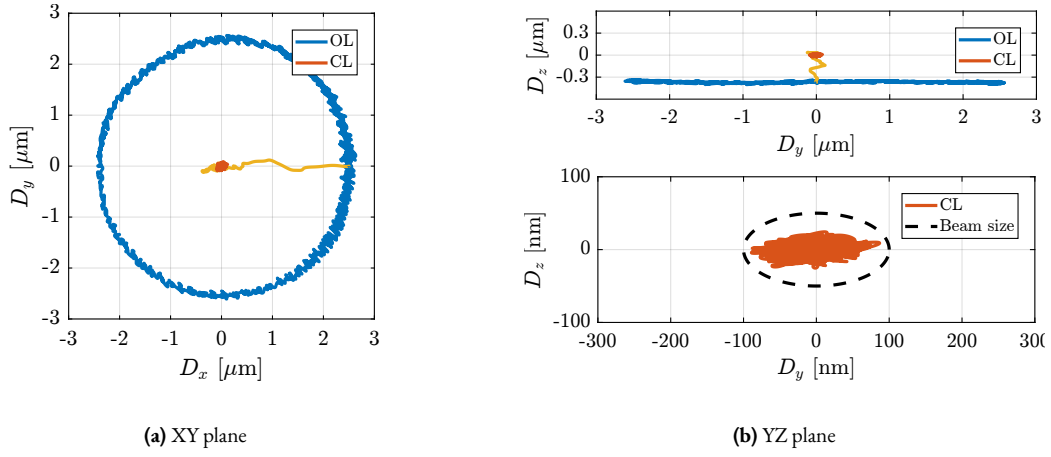 3
2
1
0
-1
-2
-3
-3 -2 -1 0 1 2 3
D_y [μm]
D_x [μm]
OL
CL
(a) XY plane
0.3
0
-0.3
-3 -2 -1 0 1 2 3
D_z [μm]
D_y [μm]
OL
CL
100
0
-100
-300 -200 -100 0 100 200 300
D_z [nm]
D_y [nm]
CL
Beam size
(b) YZ plane